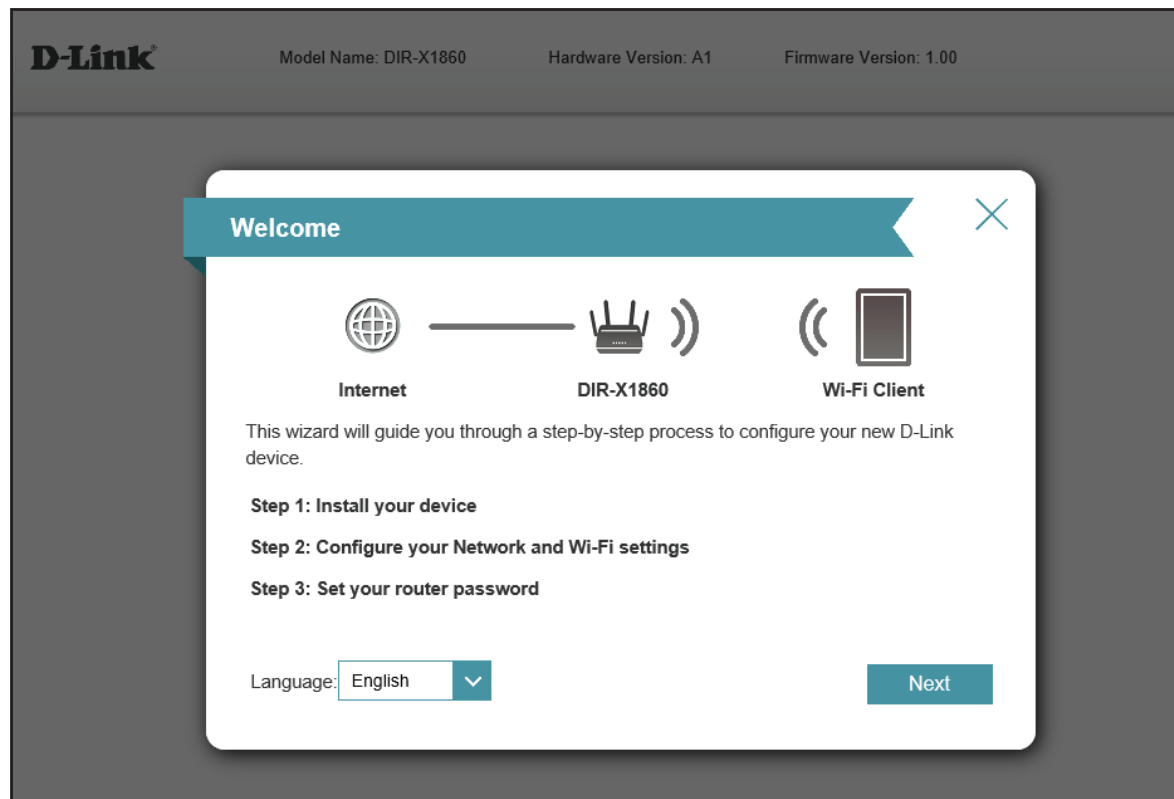 D-Link
Model Name: DIR-X1860 Hardware Version: A1 Firmware Version: 1.00
Welcome
Internet DIR-X1860 Wi-Fi Client
This wizard will guide you through a step-by-step process to configure your new D-Link
device.
Step 1: Install your device
Step 2: Configure your Network and Wi-Fi settings
Step 3: Set your router password
Language: English
Next